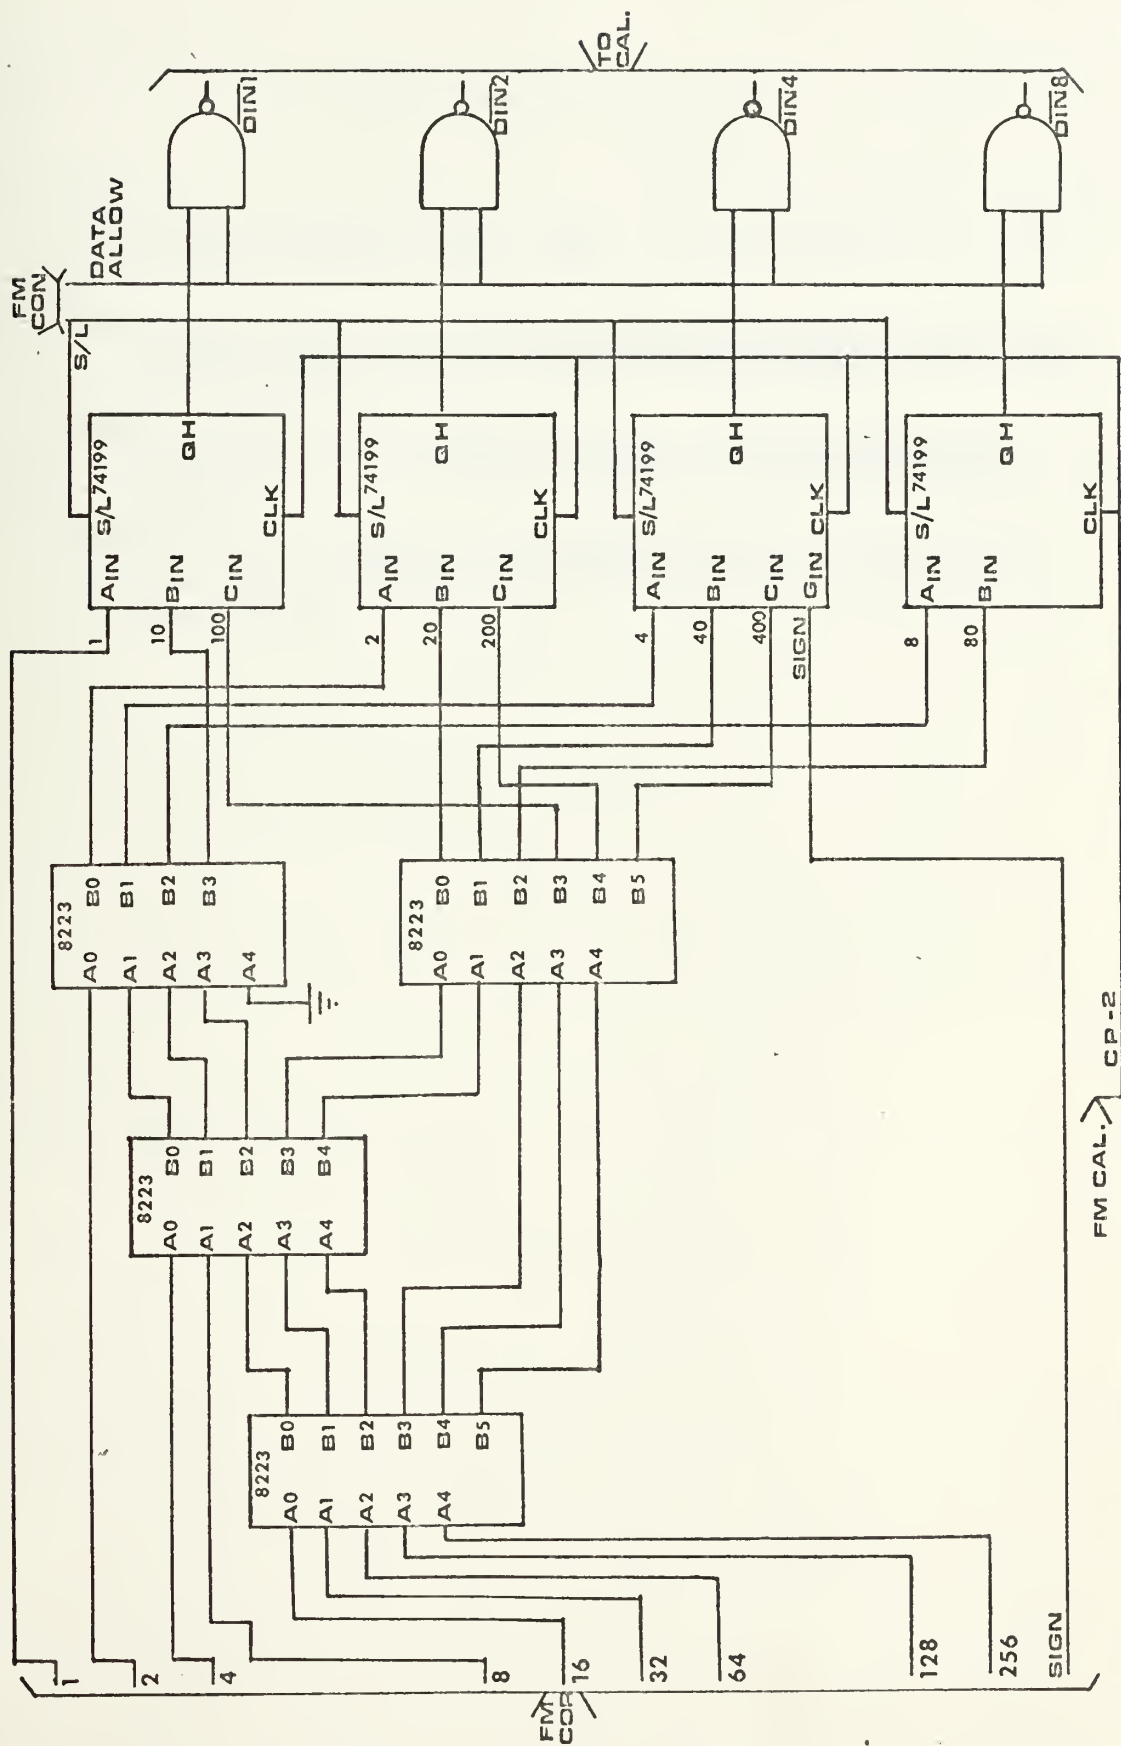 FM
CON
DATA
ALLOW
S/L
TO
CAL.
DIN1
DIN2
DIN4
DIN8
S/L 74199
AIN
BIN
CIN
QH
CLK
1
10
100
S/L 74199
AIN
BIN
CIN
QH
CLK
2
20
200
S/L 74199
AIN
BIN
CIN
GIN
QH
CLK
4
40
400
SIGN
S/L 74199
AIN
BIN
QH
CLK
8
80
8223
A0 B0
A1 B1
A2 B2
A3 B3
A4
8223
A0 B0
A1 B1
A2 B2
A3 B3
A4 B4
B5
8223
A0 B0
A1 B1
A2 B2
A3 B3
A4 B4
8223
A0 B0
A1 B1
A2 B2
A3 B3
A4 B4
B5
FM
COR
1
2
4
8
16
32
64
128
256
SIGN
FM CAL.
CP-2